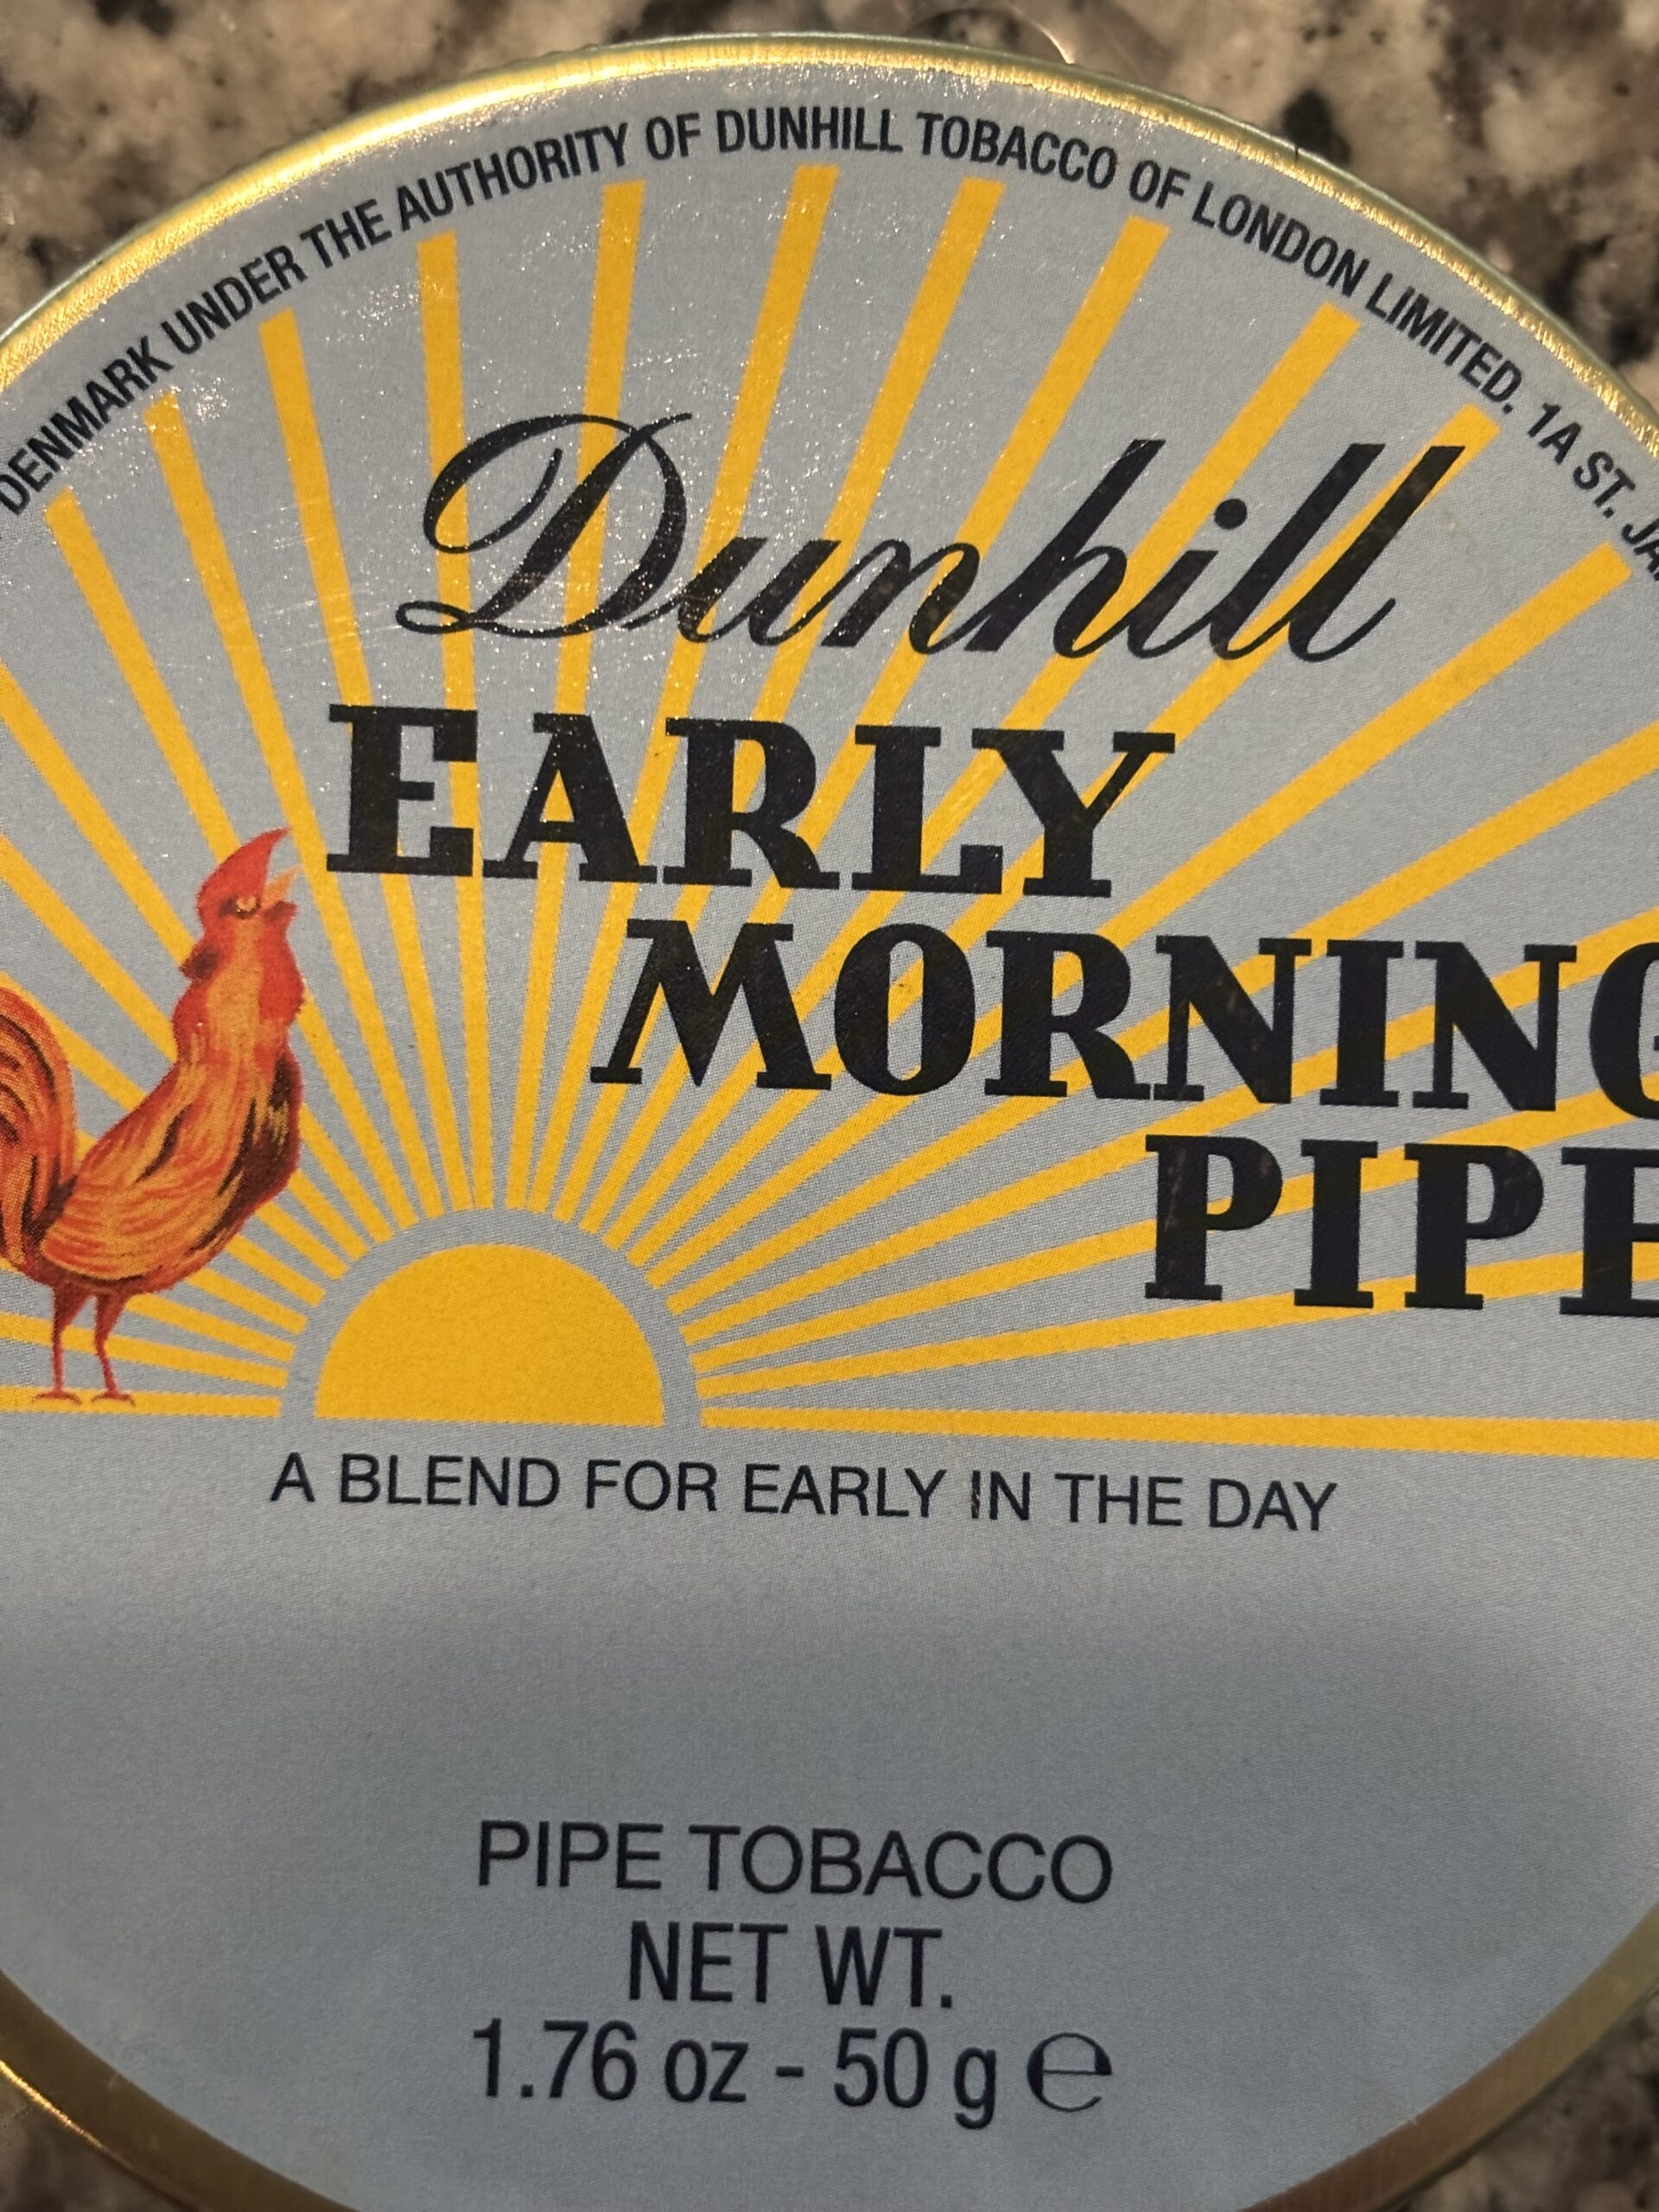 DENMARK UNDER THE AUTHORITY OF DUNHILL TOBACCO OF LONDON LIMITED. 1A ST.
Dunhill
EARLY
MORNING
PIPE
A BLEND FOR EARLY IN THE DAY
PIPE TOBACCO
NET WT.
1.76 oz - 50 g ℮